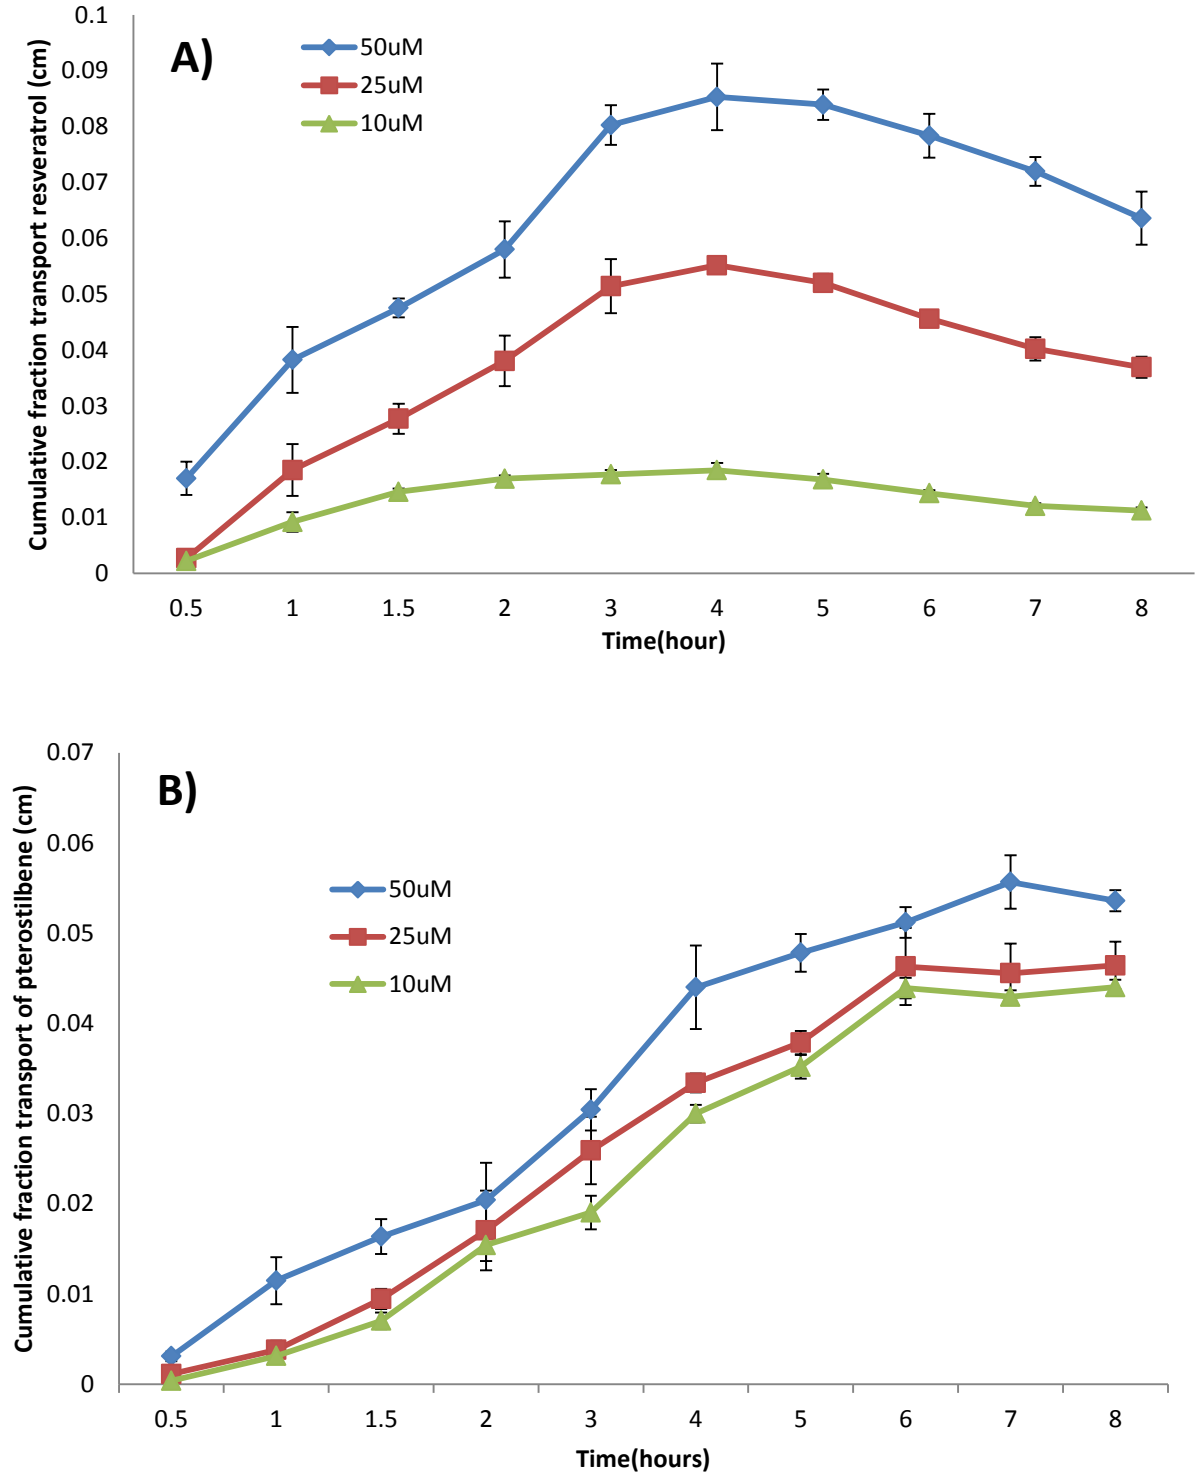 A)
50uM
25uM
10uM
Cumulative fraction transport resveratrol (cm)
0.1
0.09
0.08
0.07
0.06
0.05
0.04
0.03
0.02
0.01
0
0.5 1 1.5 2 3 4 5 6 7 8
Time(hour)
B)
50uM
25uM
10uM
Cumulative fraction transport of pterostilbene (cm)
0.07
0.06
0.05
0.04
0.03
0.02
0.01
0
0.5 1 1.5 2 3 4 5 6 7 8
Time(hours)